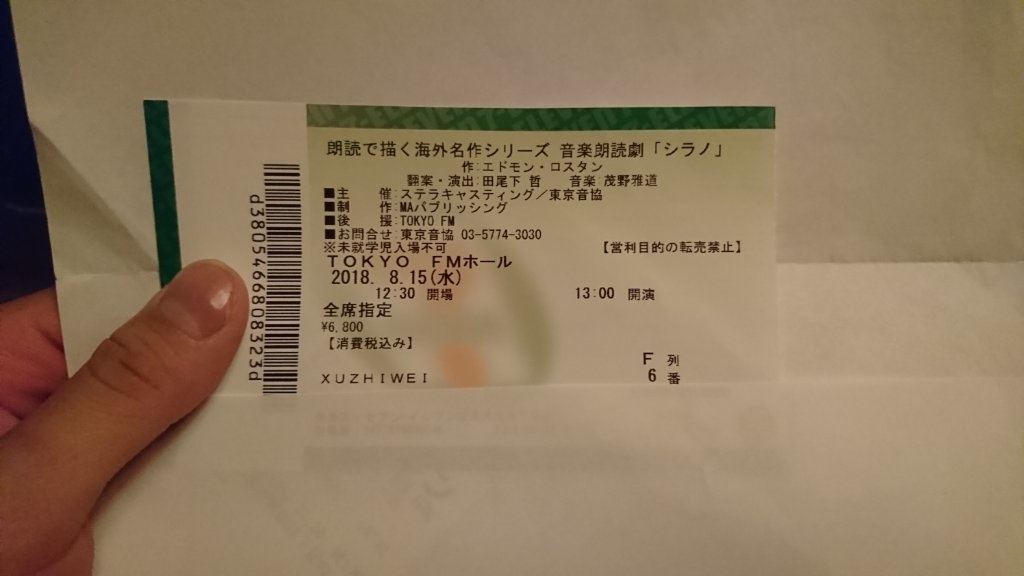 朗読で描く海外名作シリーズ 音楽朗読劇「シラノ」
作:エドモン・ロスタン
翻案・演出:田尾下 哲 音楽 茂野雅道
■主 催:ステラキャスティング/東京音協
■制 作:MAパブリッシング
■後 援:TOKYO FM
■お問合せ:東京音協 03-5774-3030
※未就学児入場不可 【営利目的の転売禁止】
TOKYO FMホール
2018. 8.15(水)
12:30 開場 13:00 開演
全席指定
¥6,800
【消費税込み】
F 列
6 番
XUZHIWEI
d3805466808323d